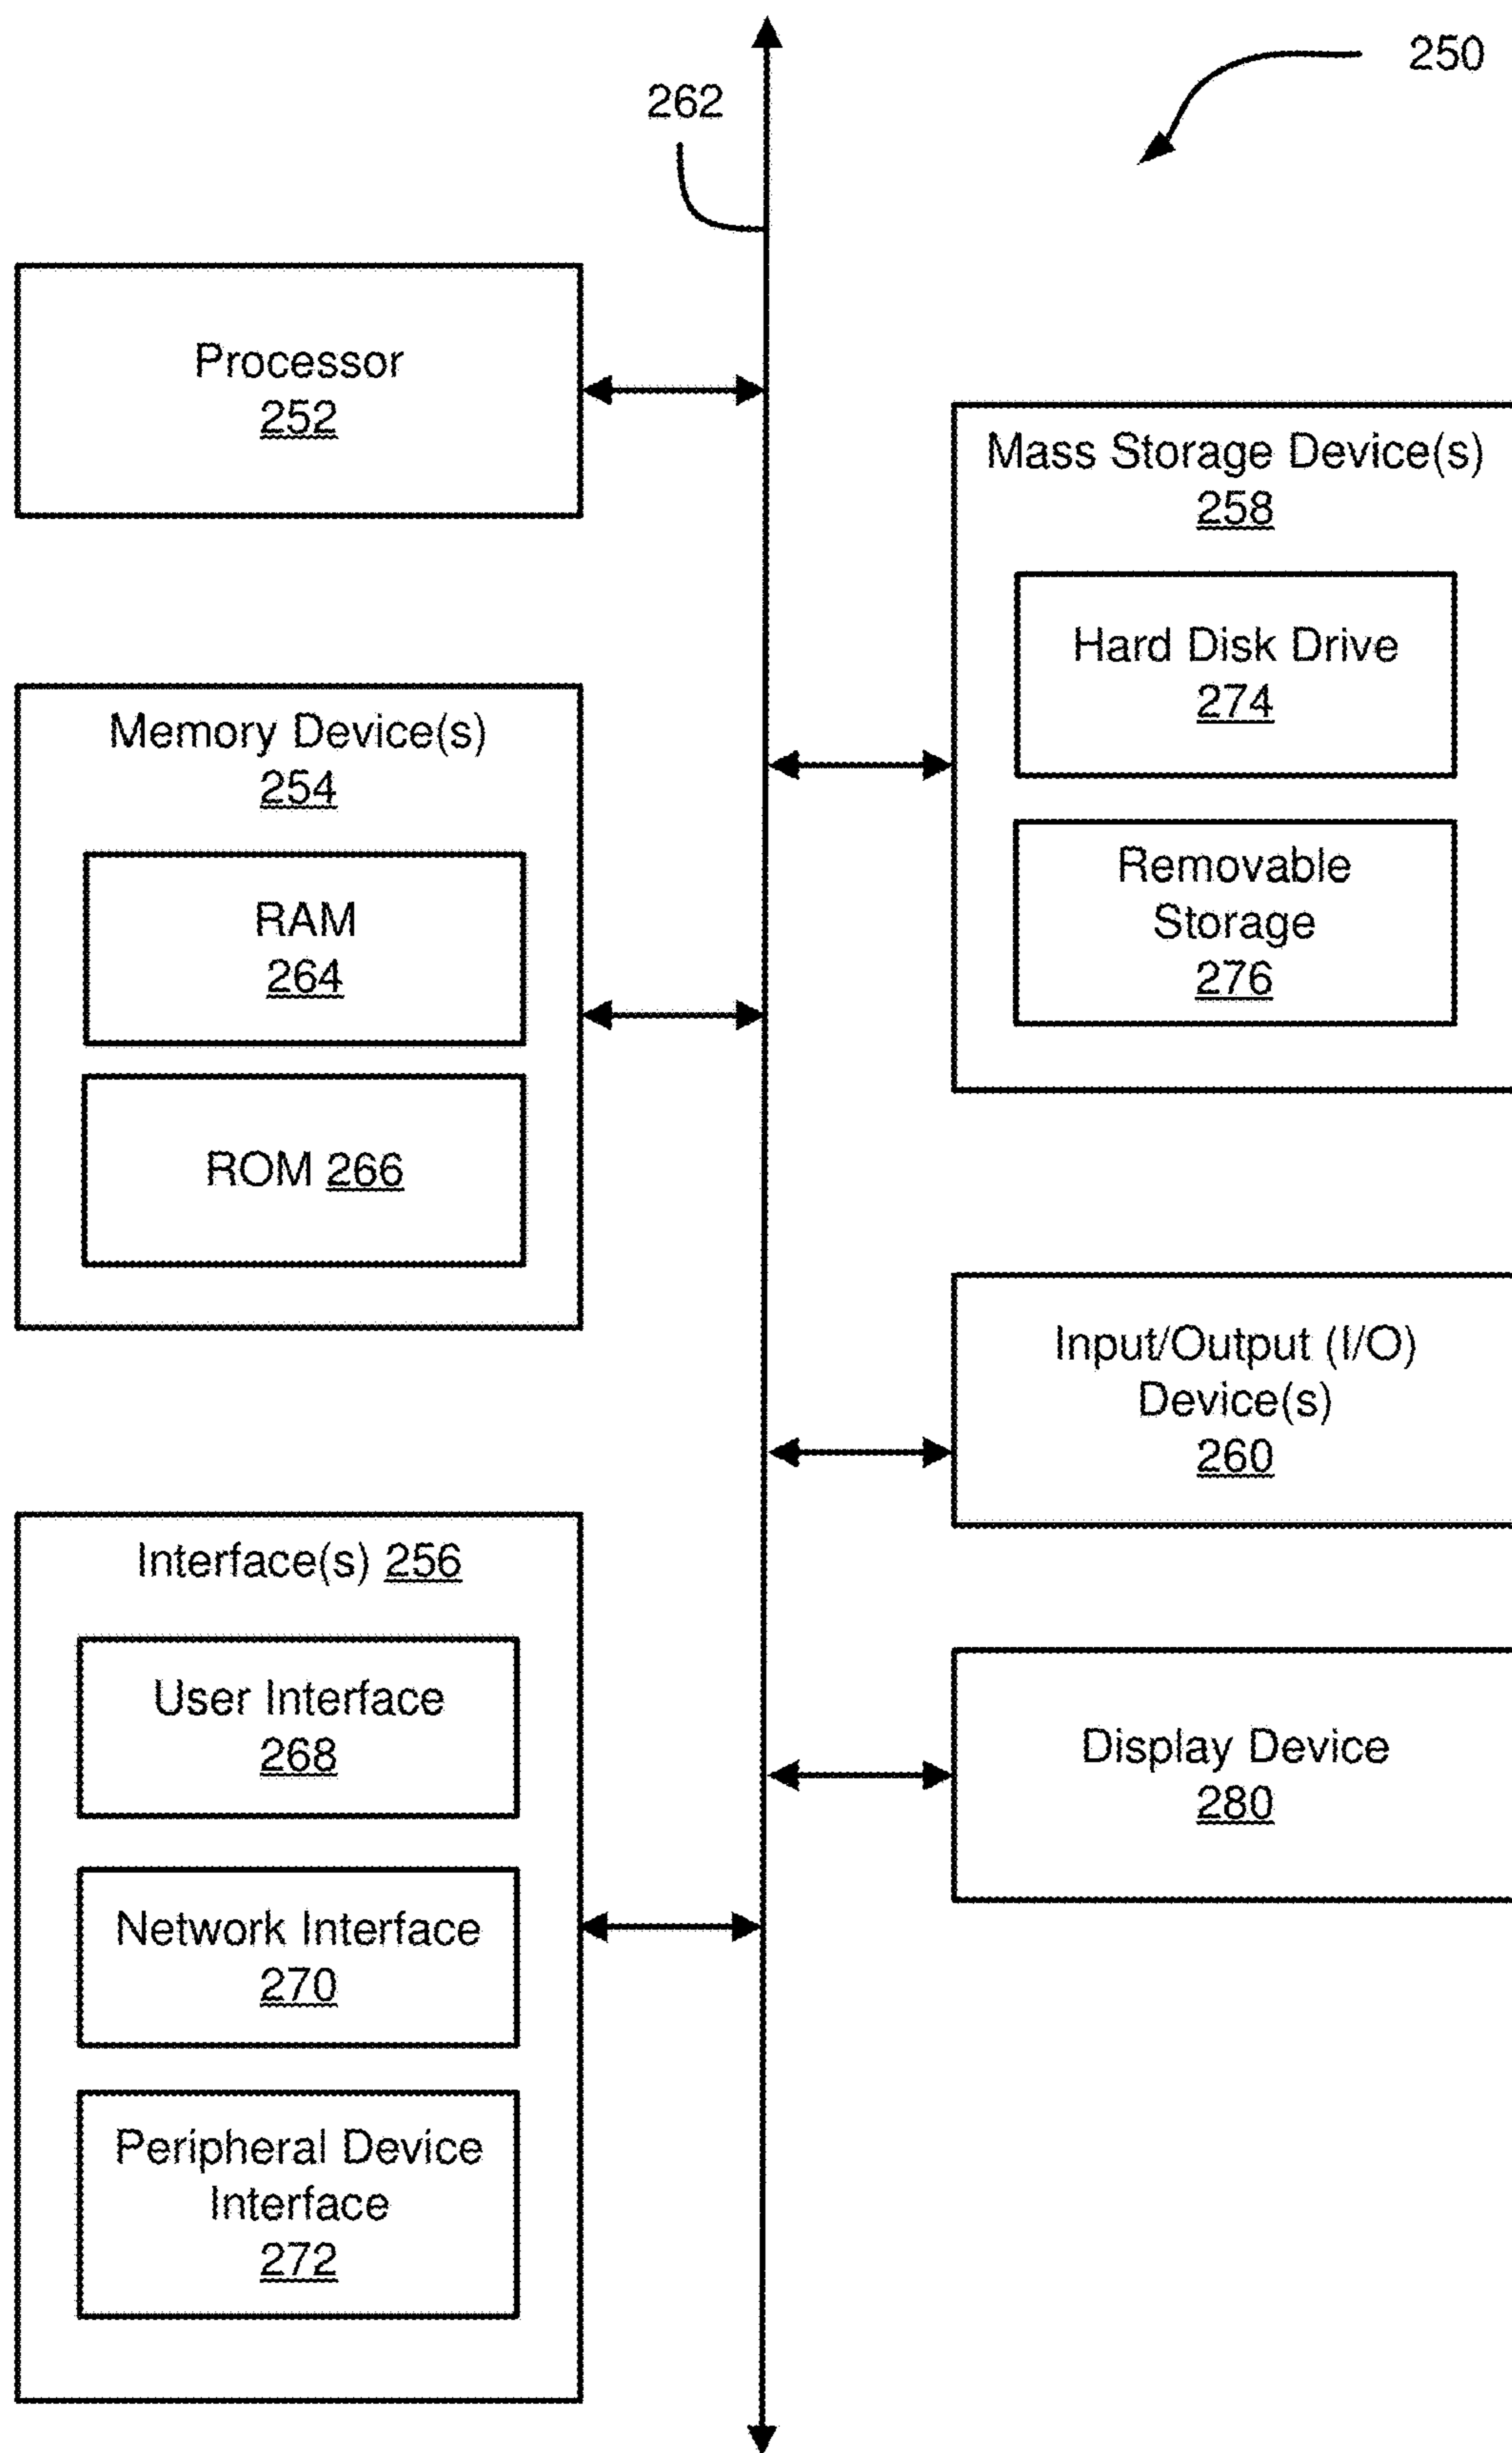 250
262
Processor
252
Mass Storage Device(s)
258
Hard Disk Drive
274
Removable
Storage
276
Memory Device(s)
254
RAM
264
ROM 266
Input/Output (I/O)
Device(s)
260
Interface(s) 256
User Interface
268
Network Interface
270
Peripheral Device
Interface
272
Display Device
280